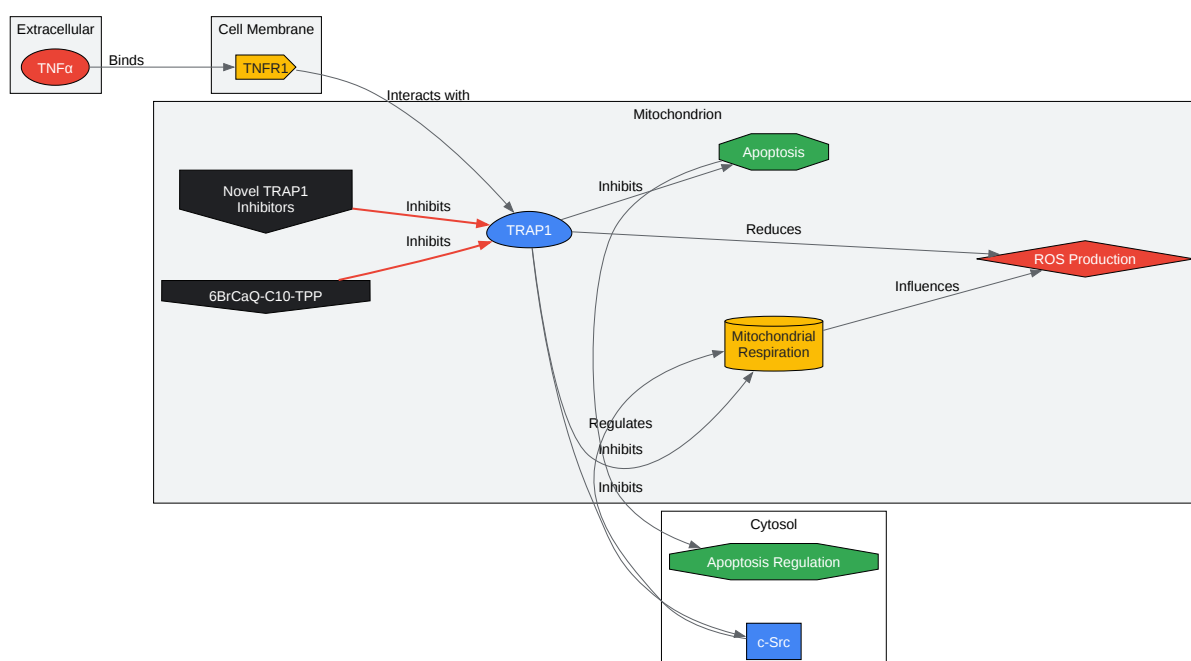 Extracellular
Cell Membrane
TNFα
Binds
TNFR1
Interacts with
Mitochondrion
Apoptosis
Novel TRAP1
Inhibitors
Inhibits
Inhibits
TRAP1
Reduces
Inhibits
ROS Production
6BrCaQ-C10-TPP
Influences
Mitochondrial
Respiration
Regulates
Inhibits
Inhibits
Cytosol
Apoptosis Regulation
c-Src